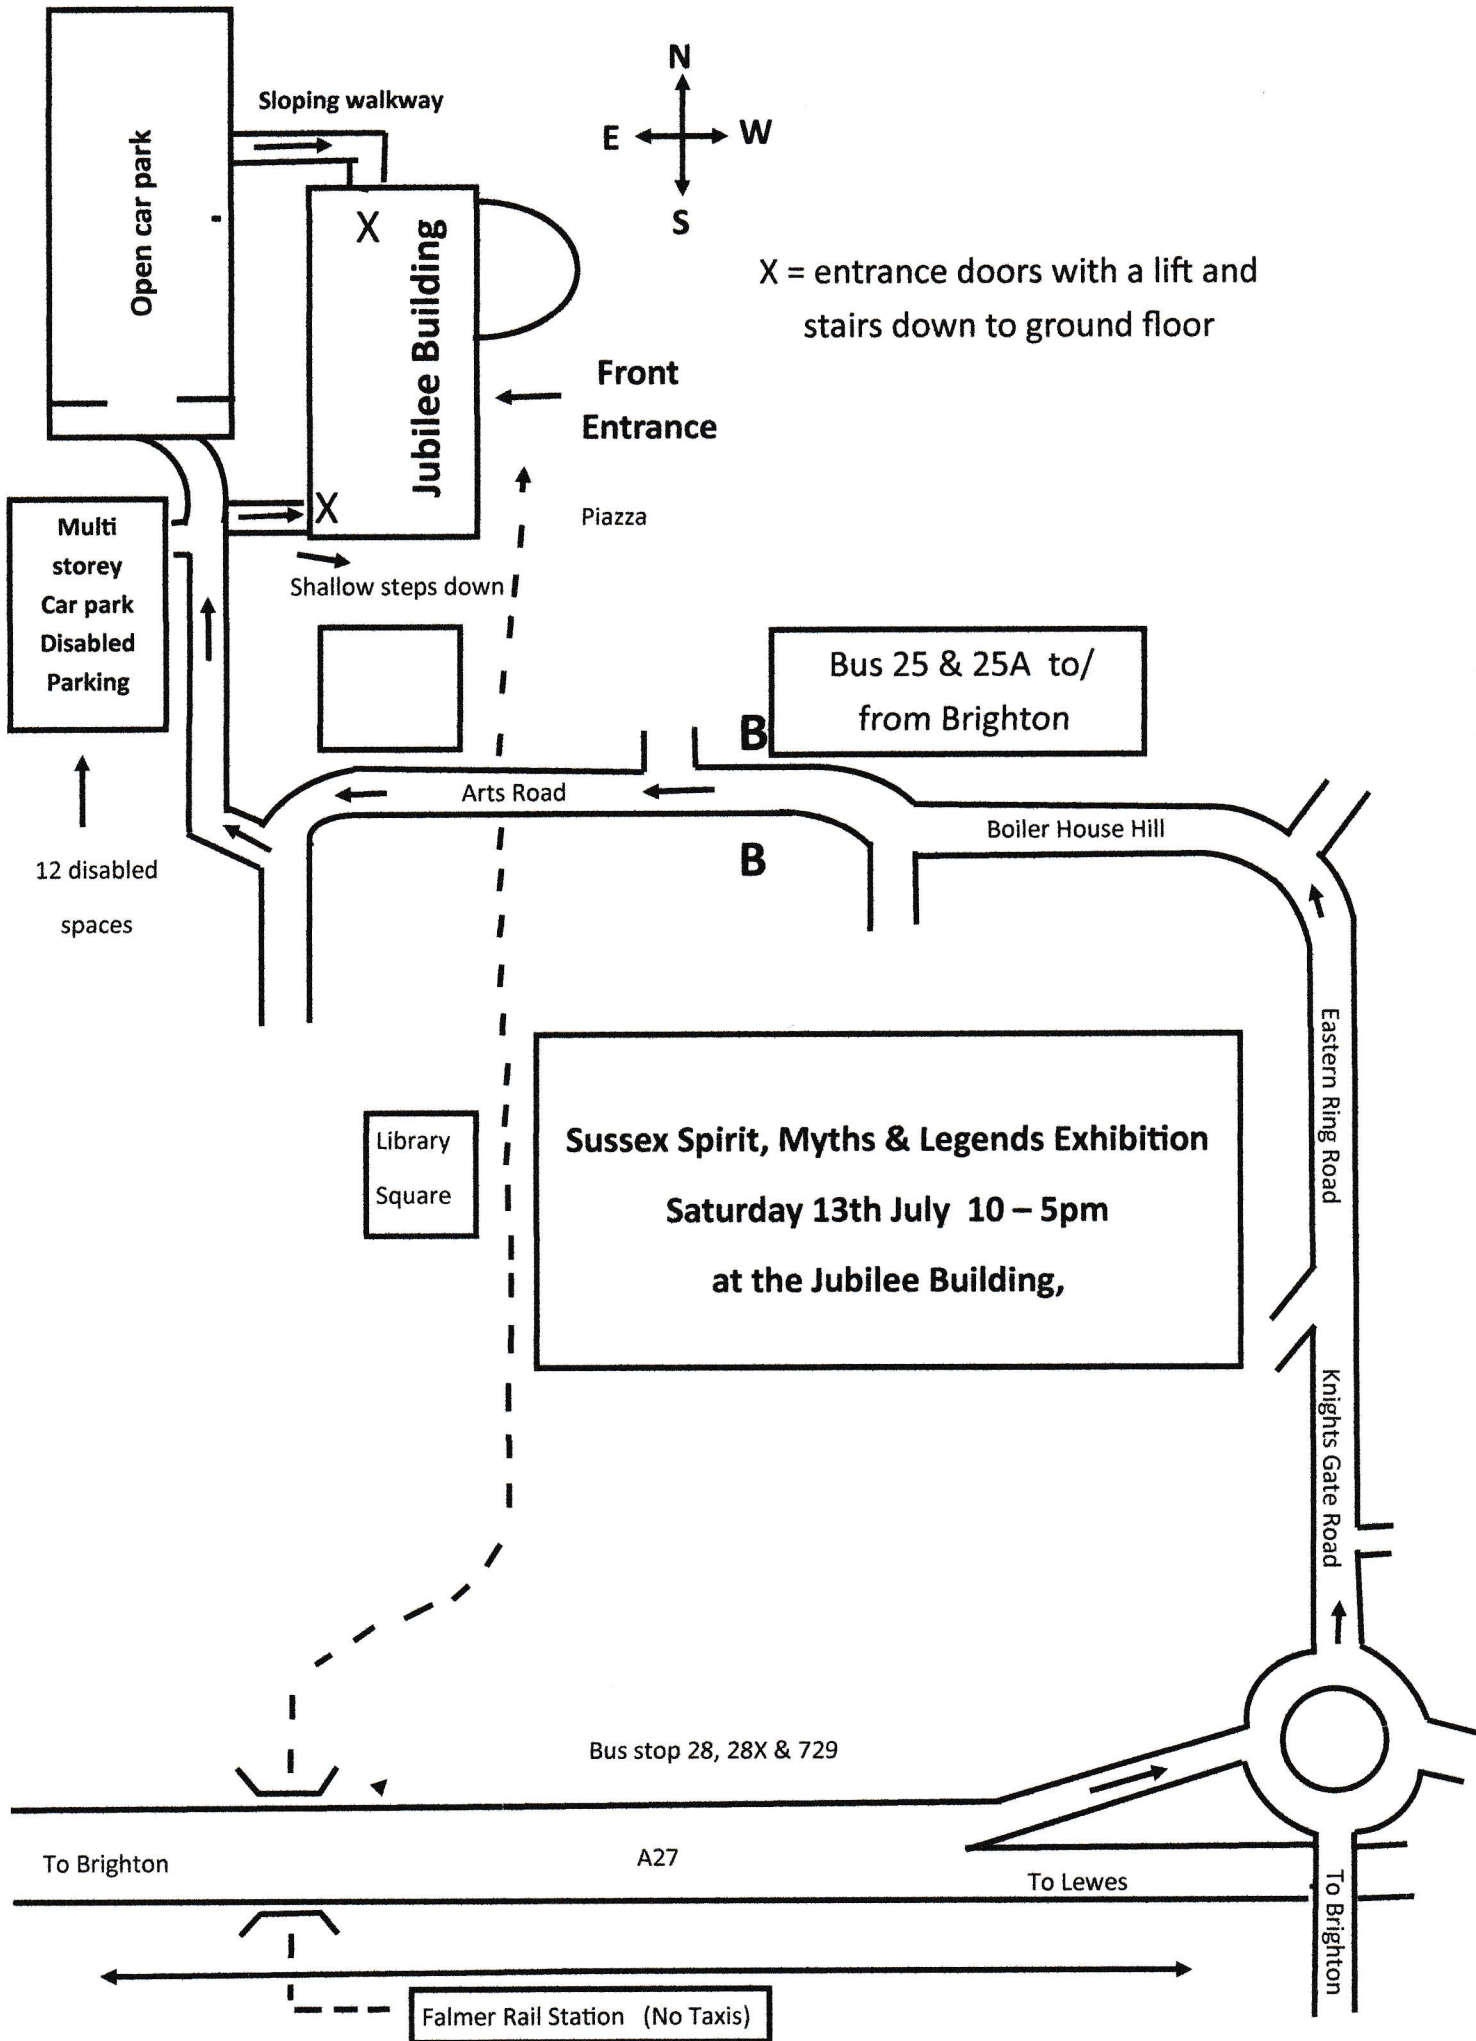 Sloping walkway
N
E
W
S
Open car park
X
Jubilee Building
X = entrance doors with a lift and
stairs down to ground floor
Front
Entrance
X
Piazza
Multi
storey
Car park
Disabled
Parking
Shallow steps down
Bus 25 & 25A to/
from Brighton
B
Arts Road
Boiler House Hill
B
12 disabled
spaces
Eastern Ring Road
Library
Square
Sussex Spirit, Myths & Legends Exhibition
Saturday 13th July 10 – 5pm
at the Jubilee Building,
Knights Gate Road
Bus stop 28, 28X & 729
To Brighton
A27
To Lewes
To Brighton
Falmer Rail Station (No Taxis)